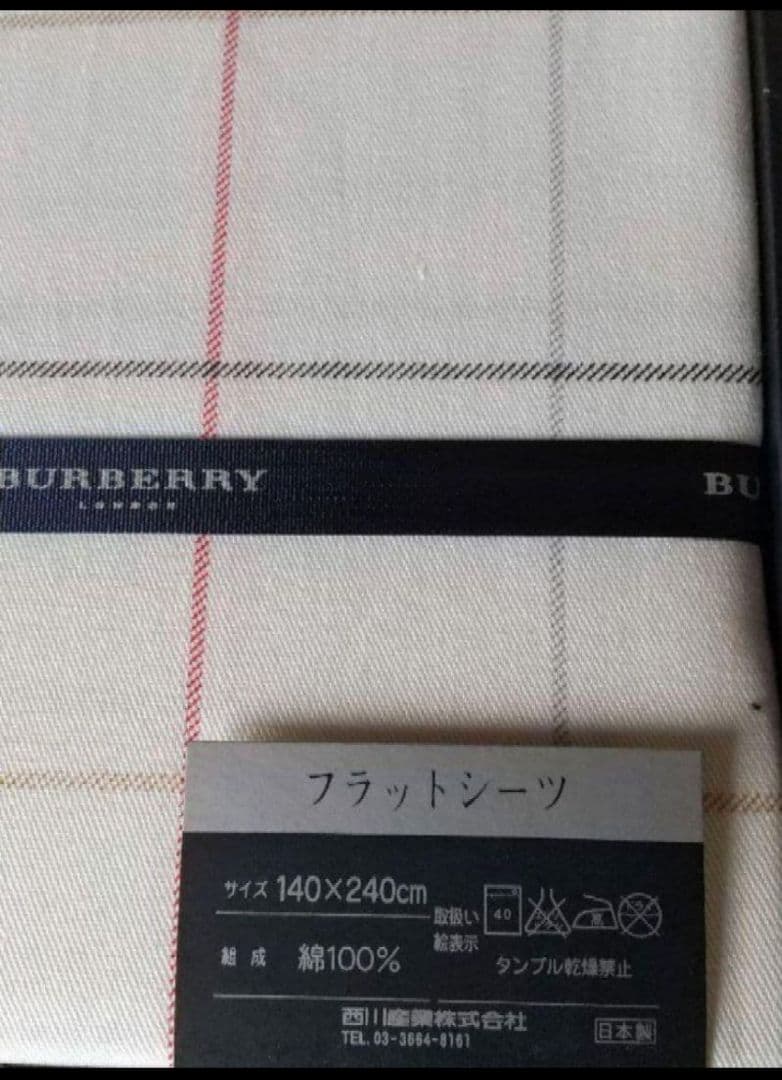 BURBERRY
LONDON
BU
フラットシーツ
サイズ 140×240cm
組成 綿100%
取扱い
絵表示
40
タンブル乾燥禁止
西川産業株式会社
TEL.03-3664-8161
日本製